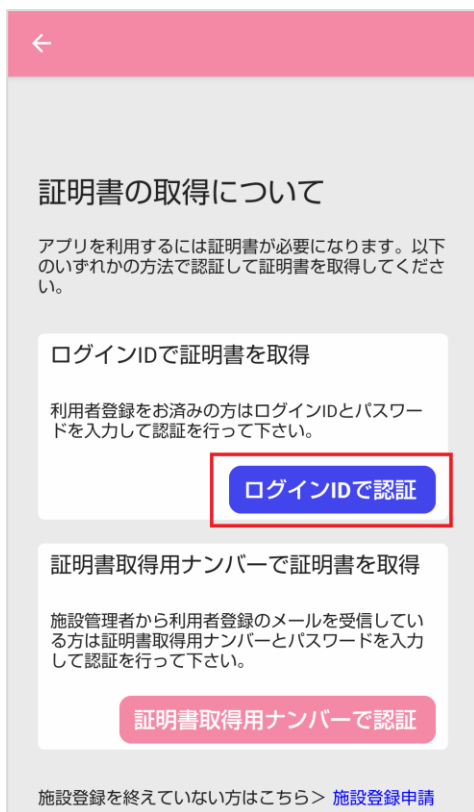 証明書の取得について
アプリを利用するには証明書が必要になります。以下
のいずれかの方法で認証して証明書を取得してくださ
い。
ログインIDで証明書を取得
利用者登録をお済みの方はログインIDとパスワー
ドを入力して認証を行って下さい。
ログインIDで認証
証明書取得用ナンバーで証明書を取得
施設管理者から利用者登録のメールを受信してい
る方は証明書取得用ナンバーとパスワードを入力
して認証を行って下さい。
証明書取得用ナンバーで認証
施設登録を終えていない方はこちら> 施設登録申請